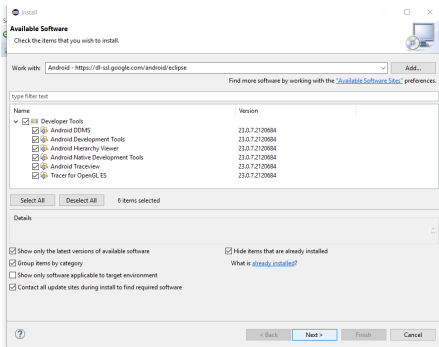 Install
Available Software
Check the items that you wish to install.
Work with: Android - https://dl-ssl.google.com/android/eclipse Add...
Find more software by working with the "Available Software Sites" preferences.
type filter text
Name Version
Developer Tools
Android DDMS 23.0.7.2120684
Android Development Tools 23.0.7.2120684
Android Hierarchy Viewer 23.0.7.2120684
Android Native Development Tools 23.0.7.2120684
Android Traceview 23.0.7.2120684
Tracer for OpenGL ES 23.0.7.2120684
Select All Deselect All 6 items selected
Details
Show only the latest versions of available software Hide items that are already installed
Group items by category What is already installed?
Show only software applicable to target environment
Contact all update sites during install to find required software
? < Back Next > Finish Cancel